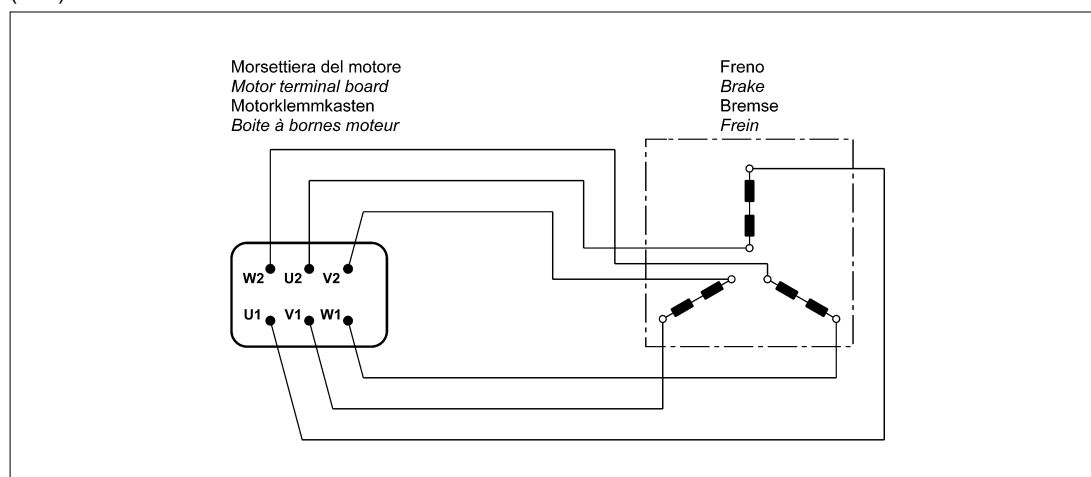 Morsettiera del motore
Motor terminal board
Motorklemmkasten
Boite à bornes moteur
Freno
Brake
Bremse
Frein
W2 U2 V2
U1 V1 W1